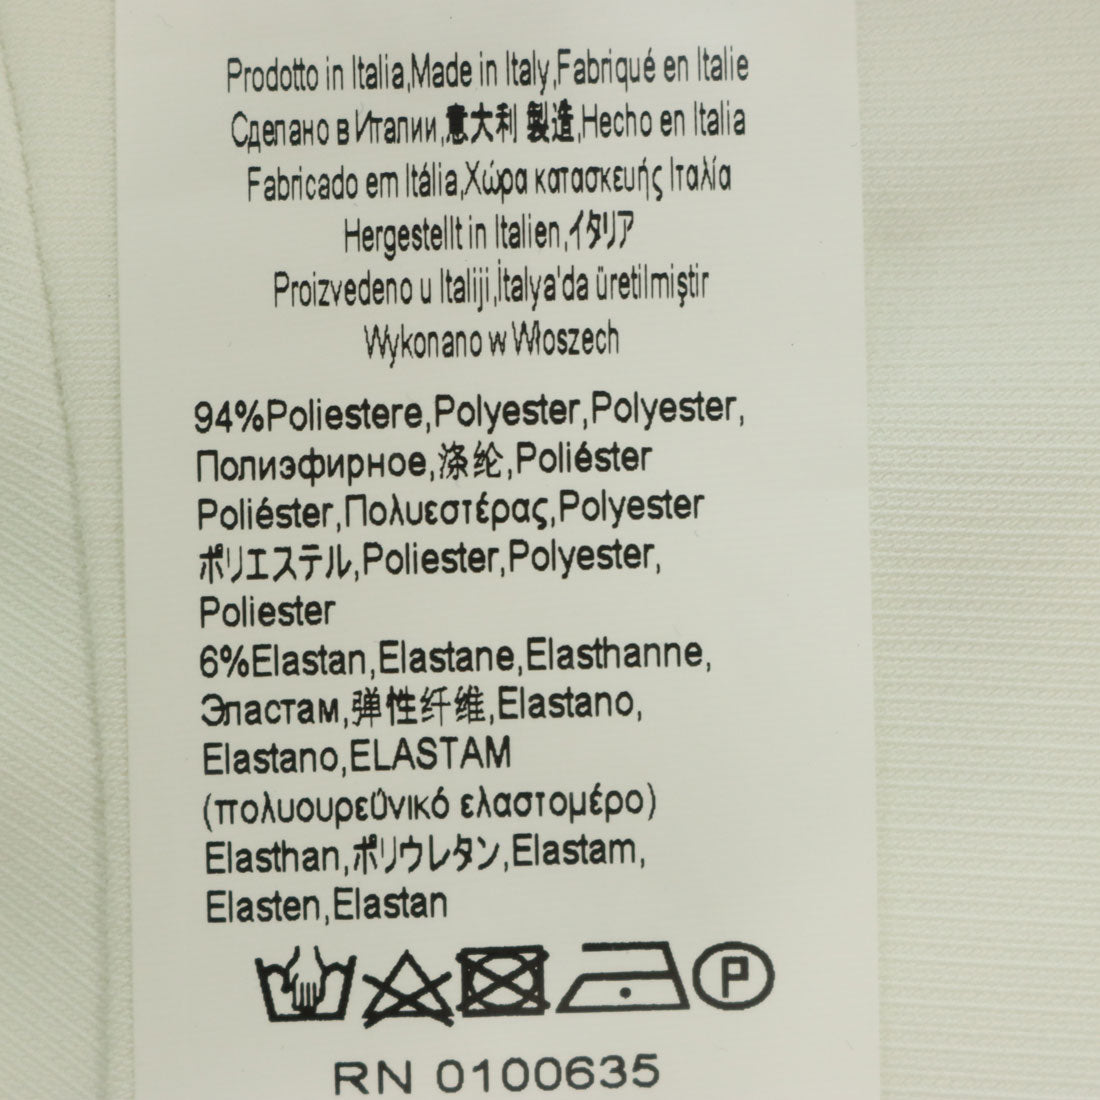 Prodotto in Italia,Made in Italy,Fabriqué en Italie
Сделано в Италии,意大利 製造,Hecho en Italia
Fabricado em Itália,Χώρα κατασκευής Ιταλία
Hergestellt in Italien,イタリア
Proizvedeno u Italiji,İtalya'da üretilmiştir
Wykonano w Włoszech
94%Poliestere,Polyester,Polyester,
Полиэфирное,涤纶,Poliéster
Poliéster,Πολυεστέρας,Polyester
ポリエステル,Poliester,Polyester,
Poliester
6%Elastan,Elastane,Elasthanne,
Эластам,弹性纤维,Elastano,
Elastano,ELASTAM
(πολυουρεΰνικό ελαστομέρο)
Elasthan,ポリウレタン,Elastam,
Elasten,Elastan
P
RN 0100635